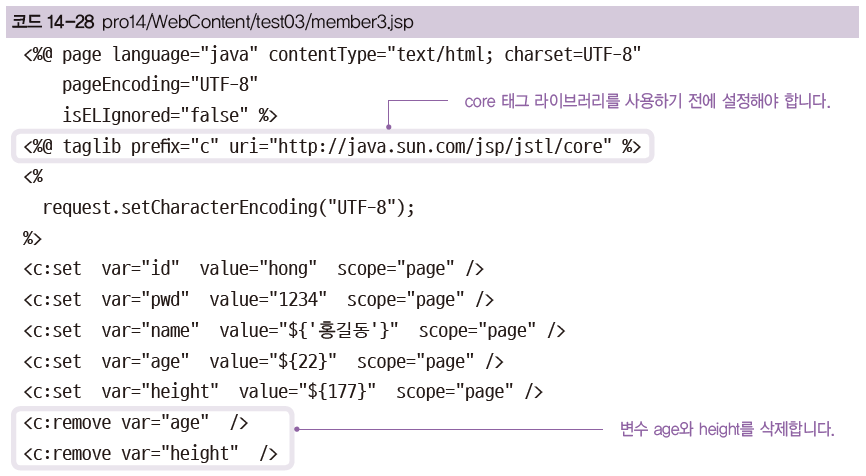 코드 14-28 pro14/WebContent/test03/member3.jsp
<%@ page language="java" contentType="text/html; charset=UTF-8"
    pageEncoding="UTF-8"
    isELIgnored="false" %>
core 태그 라이브러리를 사용하기 전에 설정해야 합니다.
<%@ taglib prefix="c" uri="http://java.sun.com/jsp/jstl/core" %>
<%
  request.setCharacterEncoding("UTF-8");
%>
<c:set  var="id"  value="hong"  scope="page" />
<c:set  var="pwd"  value="1234"  scope="page" />
<c:set  var="name"  value="${'홍길동'}"  scope="page" />
<c:set  var="age"  value="${22}"  scope="page" />
<c:set  var="height"  value="${177}"  scope="page" />
<c:remove var="age"  />
변수 age와 height를 삭제합니다.
<c:remove var="height"  />